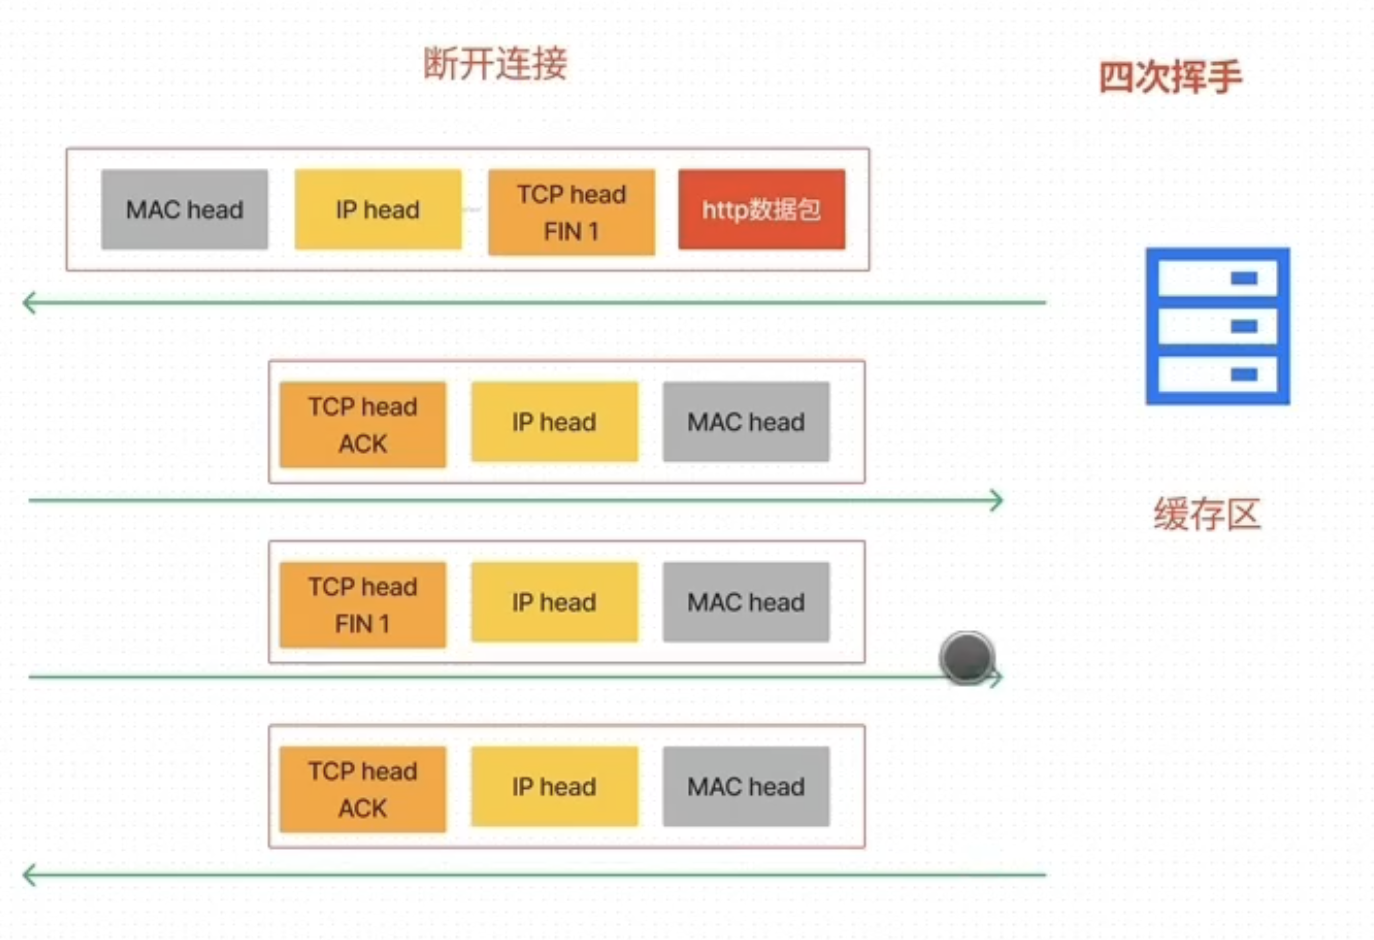 断开连接
四次挥手
MAC head
IP head
TCP head
FIN 1
http数据包
TCP head
ACK
IP head
MAC head
缓存区
TCP head
FIN 1
IP head
MAC head
TCP head
ACK
IP head
MAC head